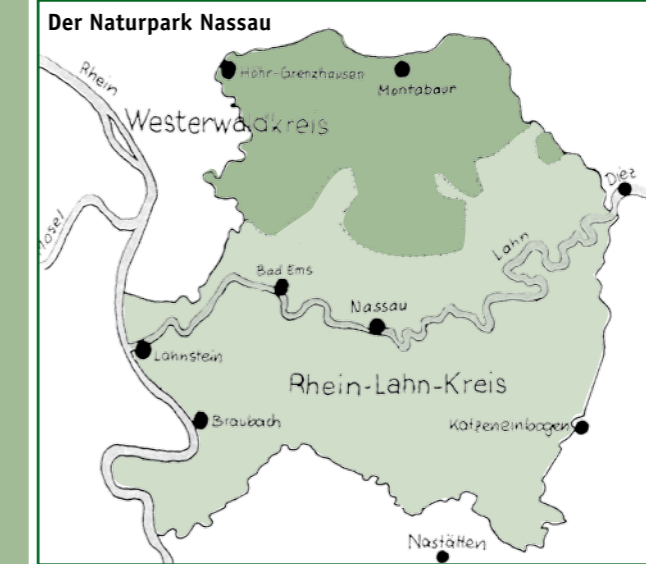 Der Naturpark Nassau
Rhein
Höhr-Grenzhausen
Montabaur
Westerwaldkreis
Diez
Mosel
Lahn
Bad Ems
Nassau
Lahnstein
Rhein-Lahn-Kreis
Braubach
Katzeneinbogen
Nastätten